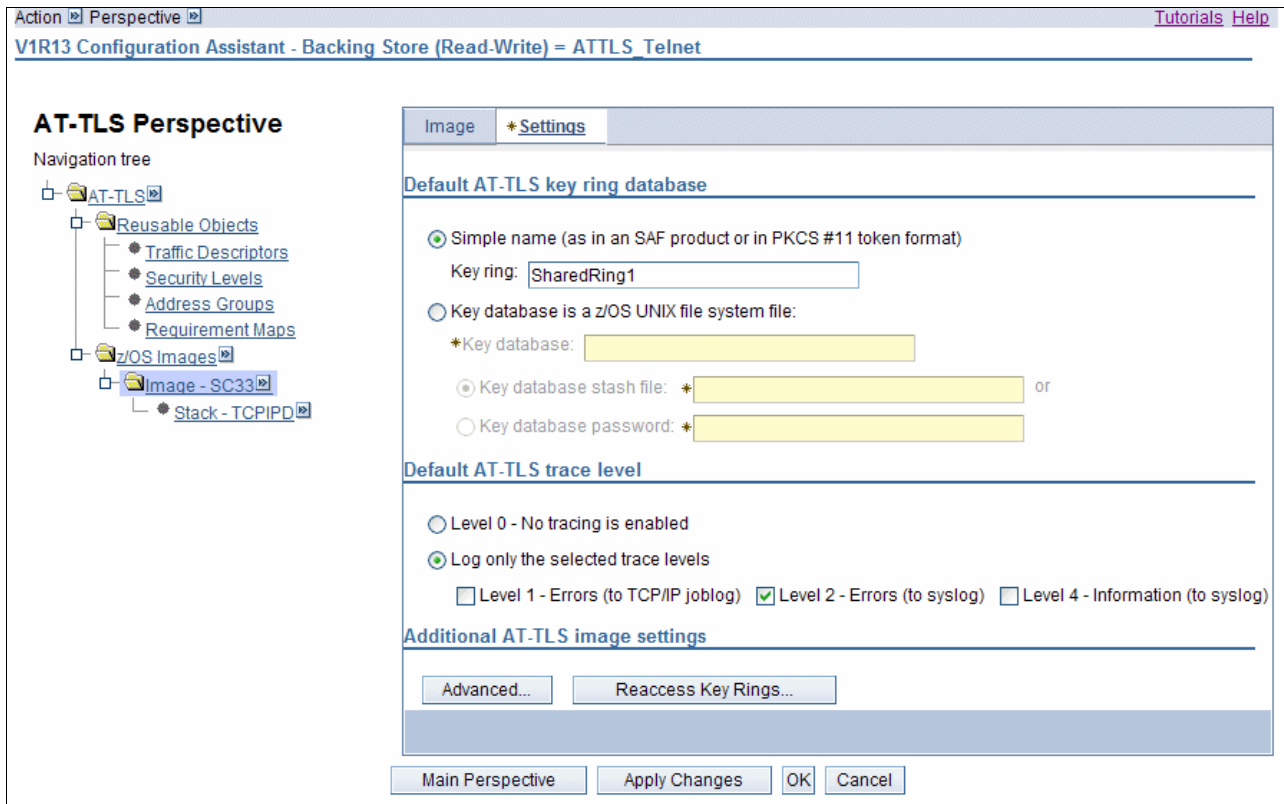 Action Perspective Tutorials Help
V1R13 Configuration Assistant - Backing Store (Read-Write) = ATTLS_Telnet
AT-TLS Perspective
Navigation tree
AT-TLS
Reusable Objects
Traffic Descriptors
Security Levels
Address Groups
Requirement Maps
z/OS Images
Image - SC33
Stack - TCPIPD
Image *Settings
Default AT-TLS key ring database
Simple name (as in an SAF product or in PKCS #11 token format)
Key ring: SharedRing1
Key database is a z/OS UNIX file system file:
*Key database:
Key database stash file: * or
Key database password: *
Default AT-TLS trace level
Level 0 - No tracing is enabled
Log only the selected trace levels
Level 1 - Errors (to TCP/IP joblog) Level 2 - Errors (to syslog) Level 4 - Information (to syslog)
Additional AT-TLS image settings
Advanced... Reaccess Key Rings...
Main Perspective Apply Changes OK Cancel